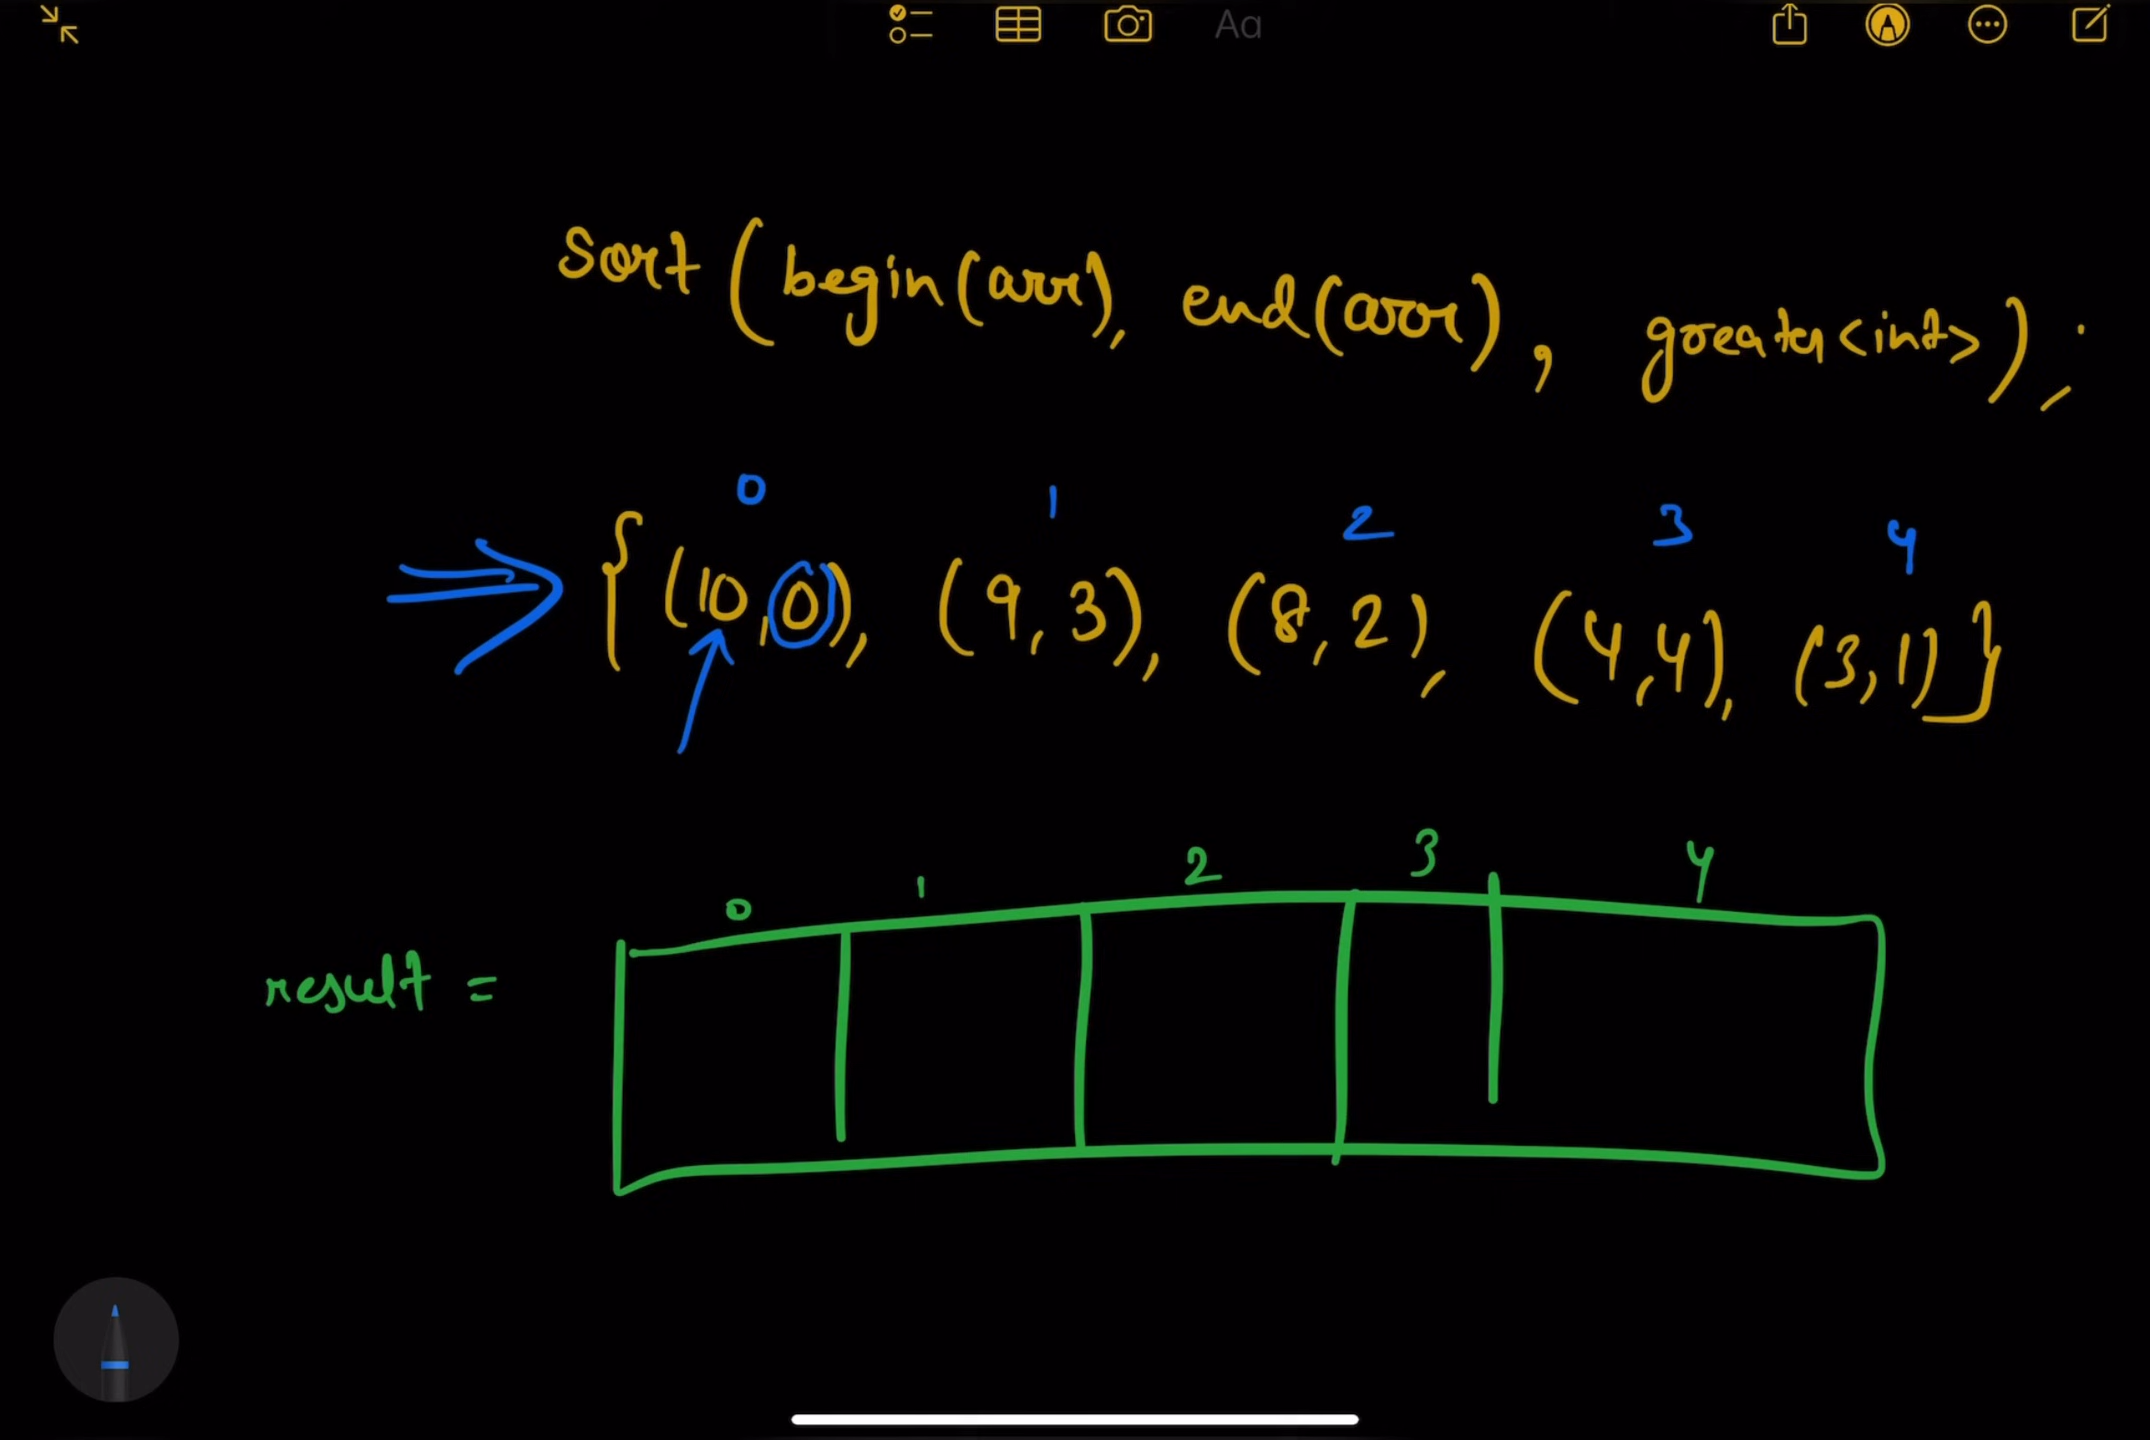 Aa
Sort (begin(arr), end(arr), greater<int>);
0 1 2 3 4
{(10,0), (9,3), (8,2), (4,4), (3,1)}
0 1 2 3 4
result =